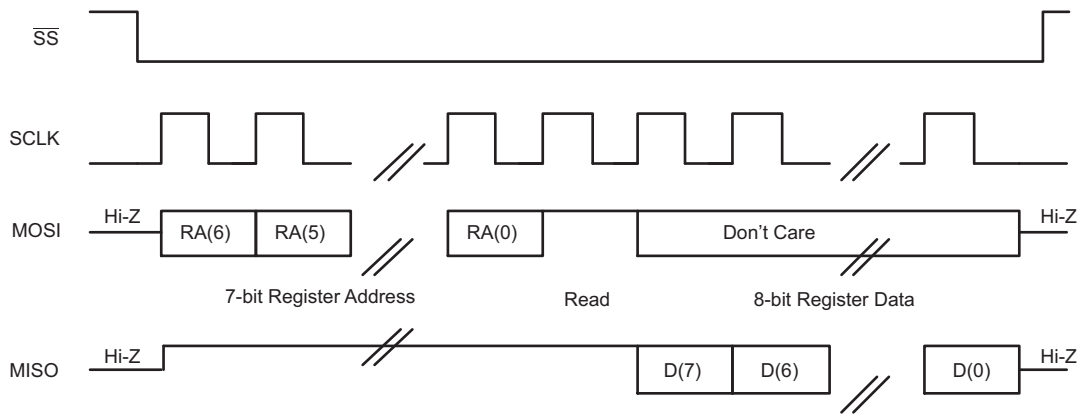 SS
SCLK
MOSI Hi-Z RA(6) RA(5) RA(0) Don't Care Hi-Z
7-bit Register Address Read 8-bit Register Data
MISO Hi-Z D(7) D(6) D(0) Hi-Z